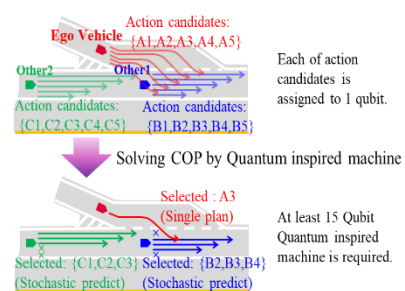 Action candidates:
{A1,A2,A3,A4,A5}
Ego Vehicle
Other2
Other1
Action candidates:
{C1,C2,C3,C4,C5}
Action candidates:
{B1,B2,B3,B4,B5}
Each of action
candidates is
assigned to 1 qubit.
Solving COP by Quantum inspired machine
Selected : A3
(Single plan)
Selected: {C1,C2,C3}
(Stochastic predict)
Selected: {B2,B3,B4}
(Stochastic predict)
At least 15 Qubit
Quantum inspired
machine is required.